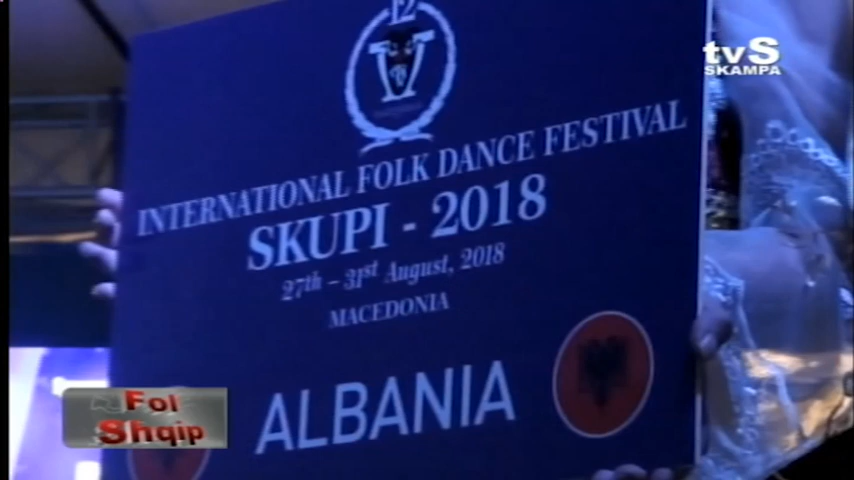 12
tvS
SKAMPA
INTERNATIONAL FOLK DANCE FESTIVAL
SKUPI - 2018
27th - 31st August, 2018
MACEDONIA
ALBANIA
Fol
Shqip